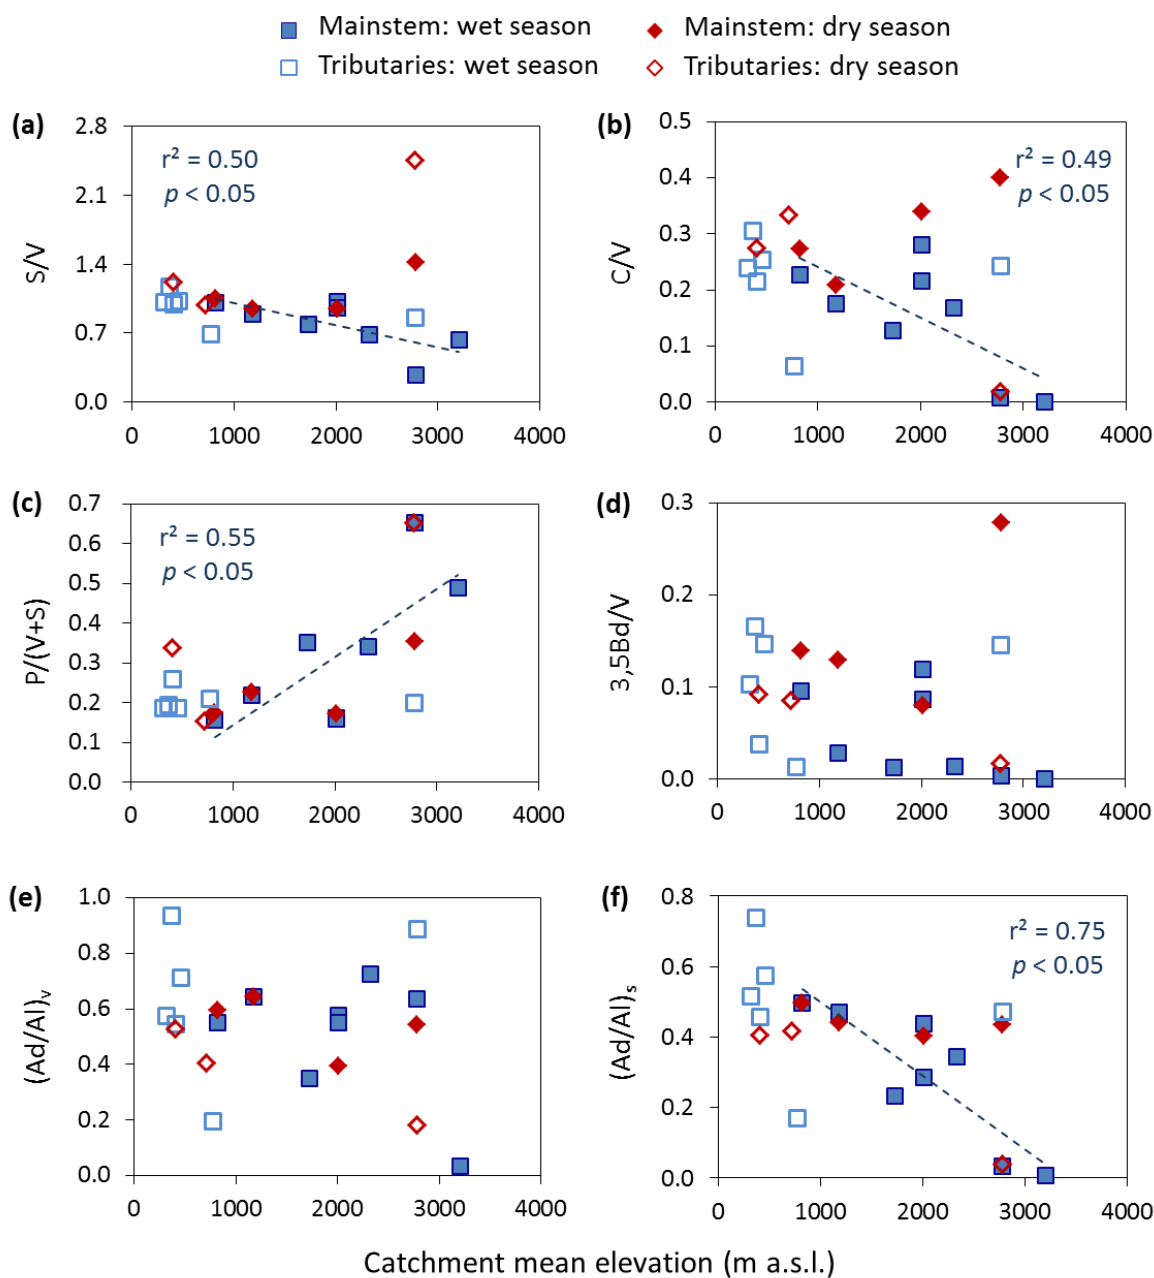 Mainstem: wet season
Mainstem: dry season
Tributaries: wet season
Tributaries: dry season
(a)
2.8
2.1
1.4
0.7
0.0
S/V
r² = 0.50
p < 0.05
0
1000
2000
3000
4000
(b)
0.5
0.4
0.3
0.2
0.1
0.0
C/V
r² = 0.49
p < 0.05
0
1000
2000
3000
4000
(c)
0.7
0.6
0.5
0.4
0.3
0.2
0.1
0.0
P/(V+S)
r² = 0.55
p < 0.05
0
1000
2000
3000
4000
(d)
0.3
0.2
0.1
0.0
3,5Bd/V
0
1000
2000
3000
4000
(e)
1.0
0.8
0.6
0.4
0.2
0.0
(Ad/Al)v
0
1000
2000
3000
4000
(f)
0.8
0.6
0.4
0.2
0.0
(Ad/Al)s
r² = 0.75
p < 0.05
0
1000
2000
3000
4000
Catchment mean elevation (m a.s.l.)